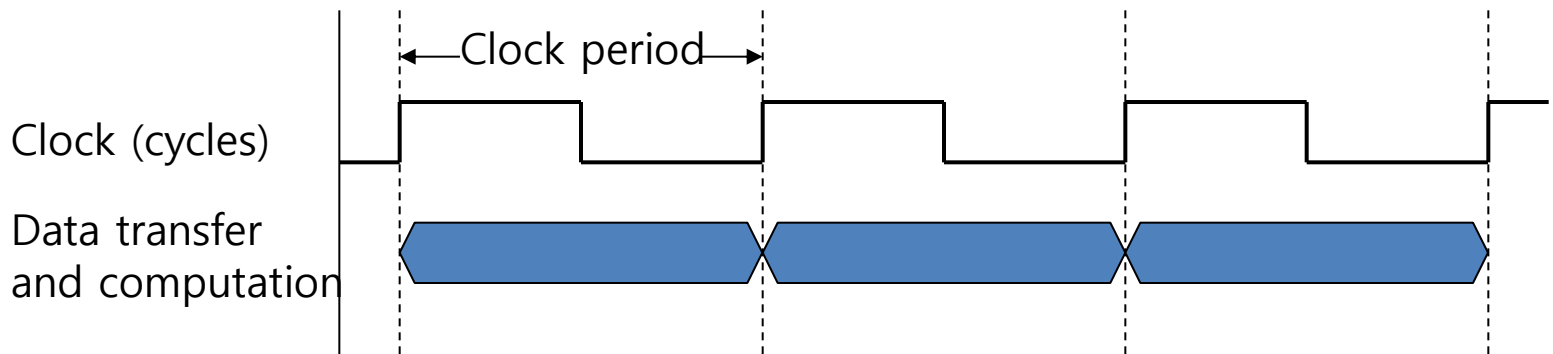 Clock period
Clock (cycles)
Data transfer
and computation